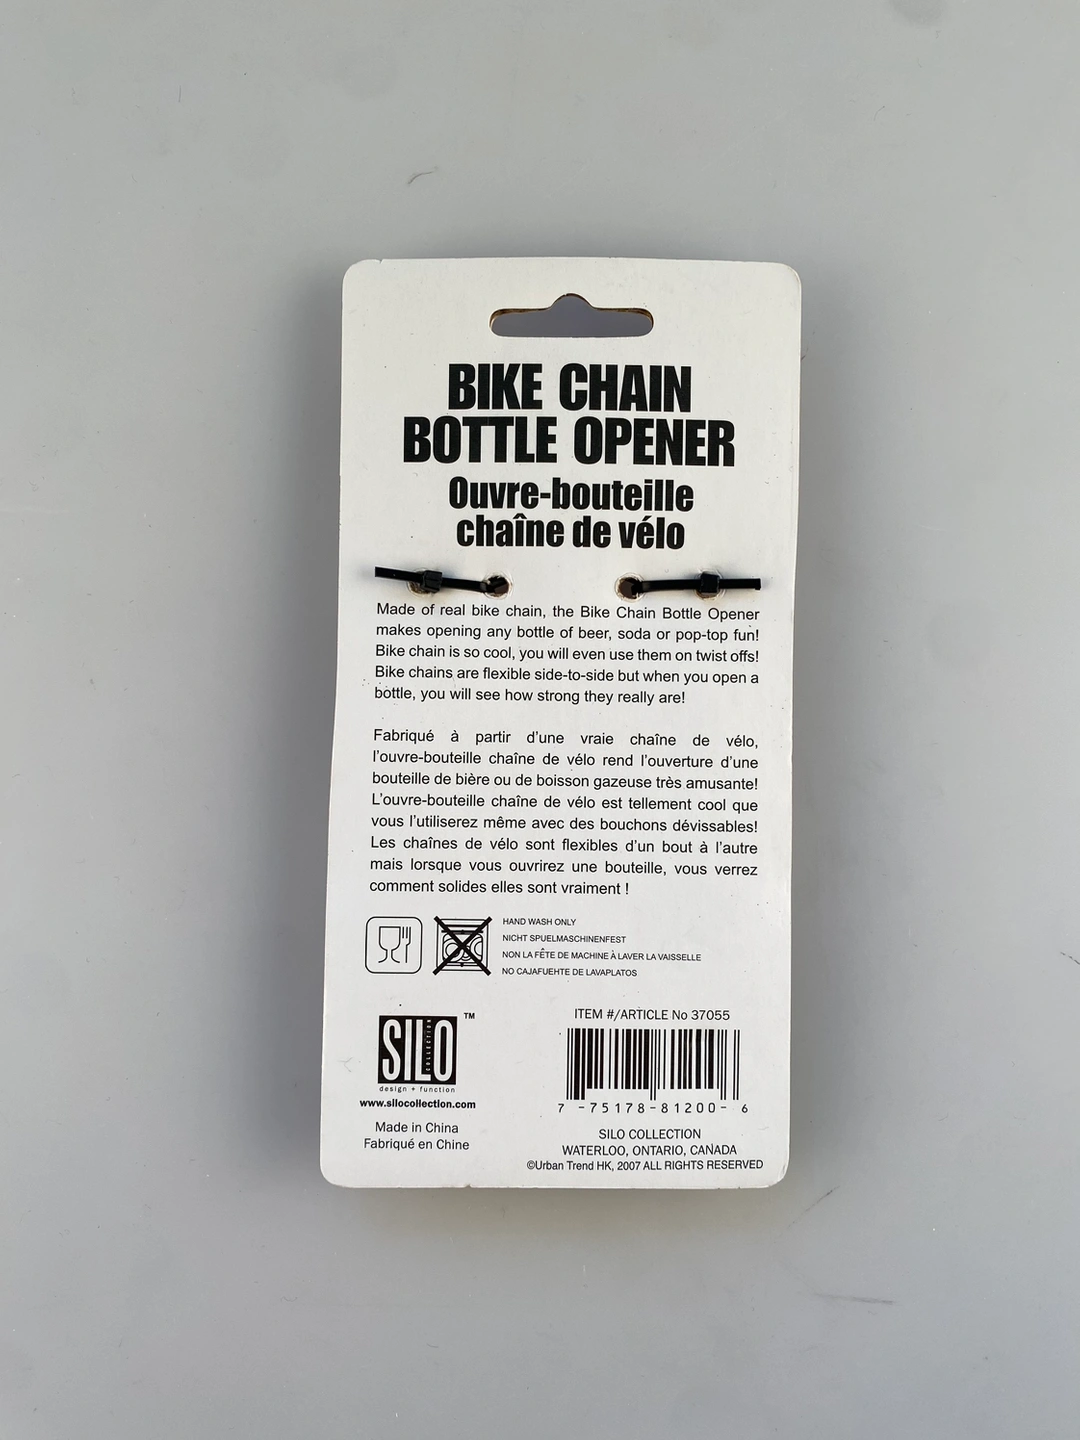 BIKE CHAIN
BOTTLE OPENER
Ouvre-bouteille
chaîne de vélo
Made of real bike chain, the Bike Chain Bottle Opener
makes opening any bottle of beer, soda or pop-top fun!
Bike chain is so cool, you will even use them on twist offs!
Bike chains are flexible side-to-side but when you open a
bottle, you will see how strong they really are!
Fabriqué à partir d'une vraie chaîne de vélo,
l'ouvre-bouteille chaîne de vélo rend l'ouverture d'une
bouteille de bière ou de boisson gazeuse très amusante!
L'ouvre-bouteille chaîne de vélo est tellement cool que
vous l'utiliserez même avec des bouchons dévissables!
Les chaînes de vélo sont flexibles d'un bout à l'autre
mais lorsque vous ouvrirez une bouteille, vous verrez
comment solides elles sont vraiment !
HAND WASH ONLY
NICHT SPUELMASCHINENFEST
NON LA FÊTE DE MACHINE À LAVER LA VAISSELLE
NO CAJAFUEHTE DE LAVAPLATOS
SILO COLLECTION ™
design + function
www.silocollection.com
Made in China
Fabriqué en Chine
ITEM #/ARTICLE No 37055
7 -75178-81200- 6
SILO COLLECTION
WATERLOO, ONTARIO, CANADA
©Urban Trend HK, 2007 ALL RIGHTS RESERVED